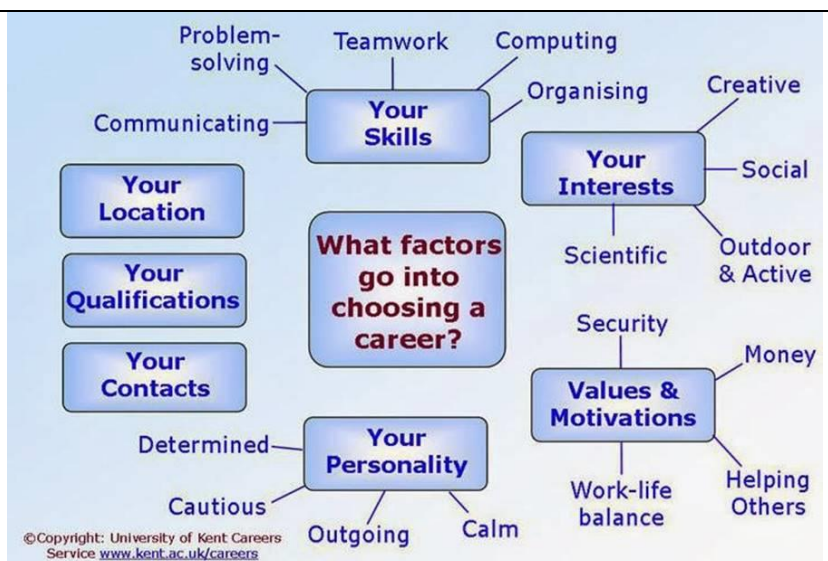 Problem-
solving
Teamwork
Computing
Communicating
Organising
Your
Skills
Creative
Your
Interests
Social
Scientific
Outdoor
& Active
Your
Location
Your
Qualifications
Your
Contacts
What factors
go into
choosing a
career?
Security
Money
Values &
Motivations
Work-life
balance
Helping
Others
Determined
Your
Personality
Cautious
Outgoing
Calm
©Copyright: University of Kent Careers
Service www.kent.ac.uk/careers